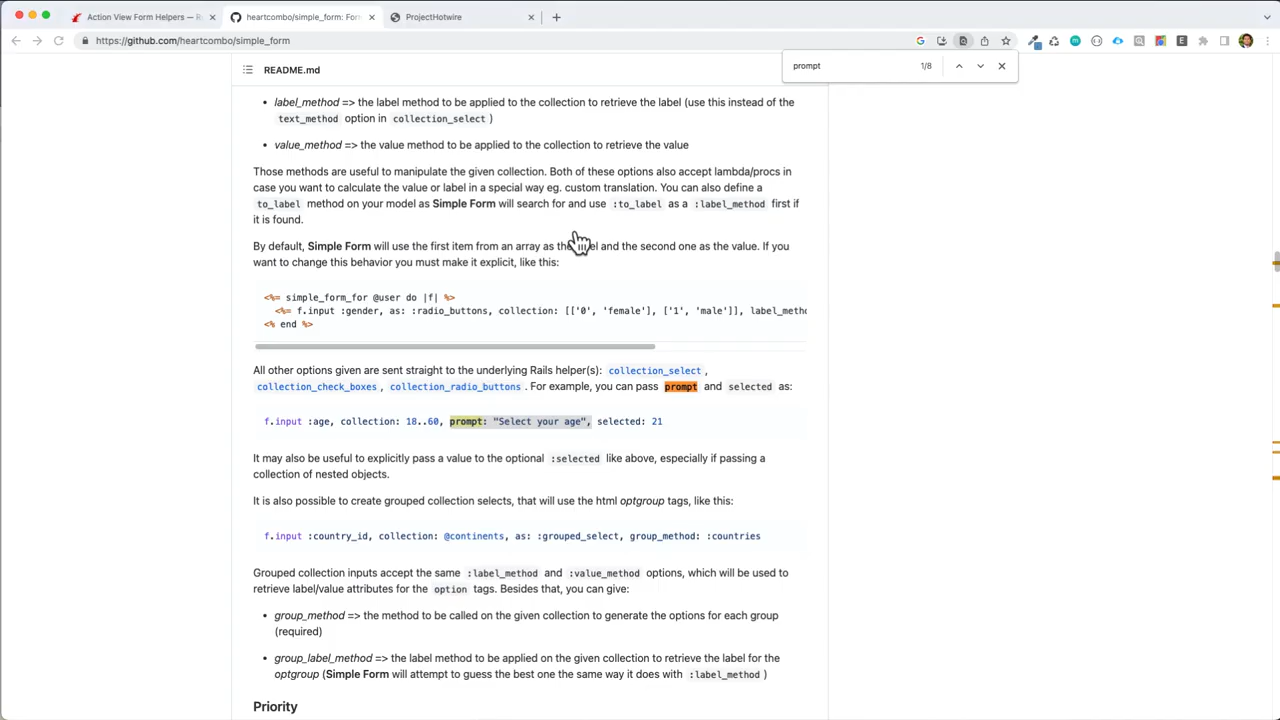 Action View Form Helpers — R
heartcombo/simple_form: For
ProjectHotwire
https://github.com/heartcombo/simple_form
prompt 1/8
README.md
• label_method => the label method to be applied to the collection to retrieve the label (use this instead of the
text_method option in collection_select )
• value_method => the value method to be applied to the collection to retrieve the value
Those methods are useful to manipulate the given collection. Both of these options also accept lambda/procs in
case you want to calculate the value or label in a special way eg. custom translation. You can also define a
to_label method on your model as Simple Form will search for and use :to_label as a :label_method first if
it is found.
By default, Simple Form will use the first item from an array as the and the second one as the value. If you
want to change this behavior you must make it explicit, like this:
<%= simple_form_for @user do |f| %>
<%= f.input :gender, as: :radio_buttons, collection: [['0', 'female'], ['1', 'male']], label_metho
<% end %>
All other options given are sent straight to the underlying Rails helper(s): collection_select ,
collection_check_boxes , collection_radio_buttons . For example, you can pass prompt and selected as:
f.input :age, collection: 18..60, prompt: "Select your age", selected: 21
It may also be useful to explicitly pass a value to the optional :selected like above, especially if passing a
collection of nested objects.
It is also possible to create grouped collection selects, that will use the html optgroup tags, like this:
f.input :country_id, collection: @continents, as: :grouped_select, group_method: :countries
Grouped collection inputs accept the same :label_method and :value_method options, which will be used to
retrieve label/value attributes for the option tags. Besides that, you can give:
• group_method => the method to be called on the given collection to generate the options for each group
(required)
• group_label_method => the label method to be applied on the given collection to retrieve the label for the
optgroup (Simple Form will attempt to guess the best one the same way it does with :label_method )
Priority